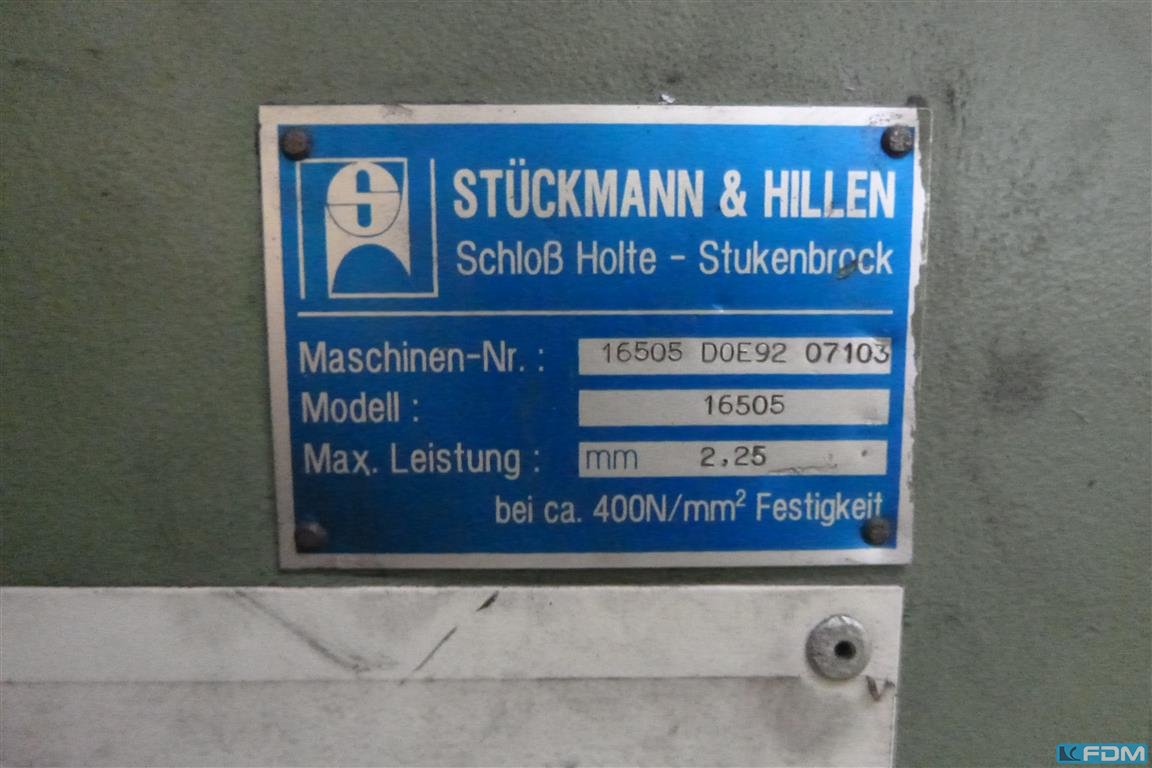 S
STÜCKMANN & HILLEN
Schloß Holte - Stukenbrock
Maschinen-Nr. : 16505 D0E92 07103
Modell : 16505
Max. Leistung : mm 2,25
bei ca. 400N/mm² Festigkeit
FDM